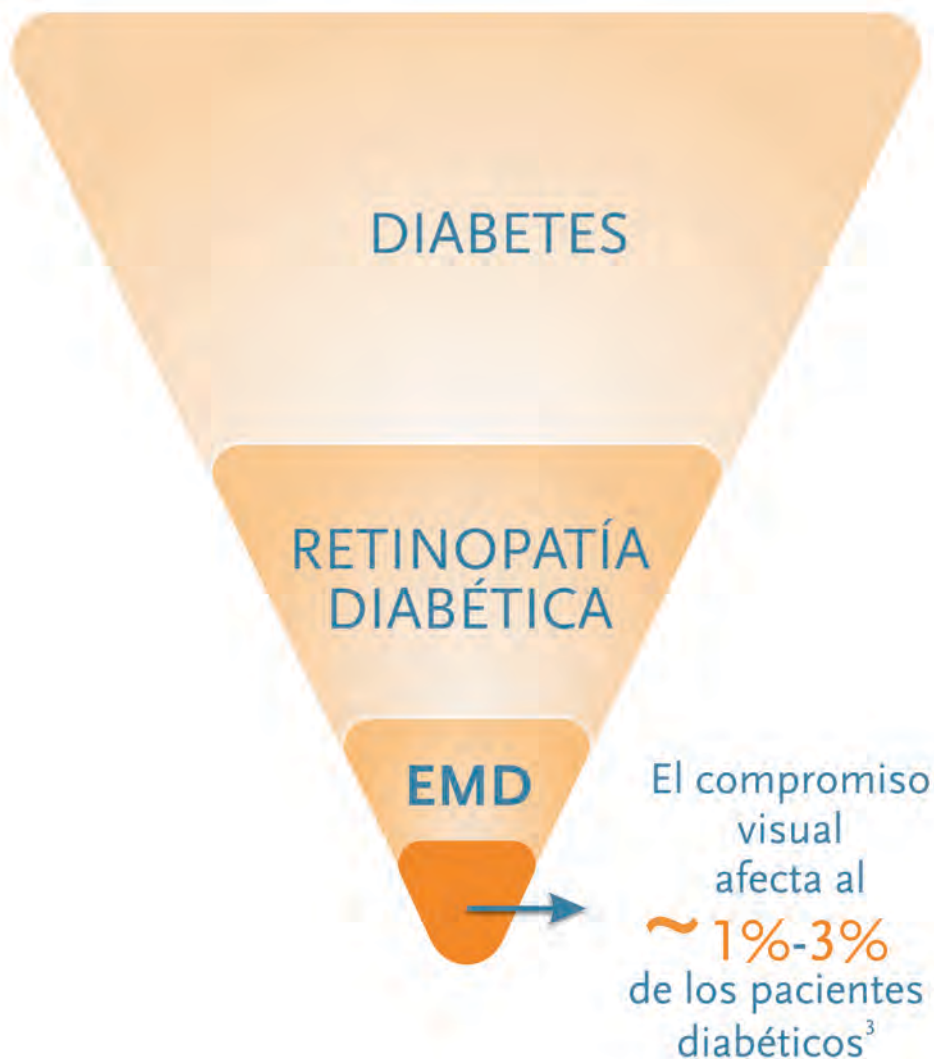 DIABETES
RETINOPATÍA
DIABÉTICA
EMD
El compromiso
visual
afecta al
~ 1%-3%
de los pacientes
diabéticos³